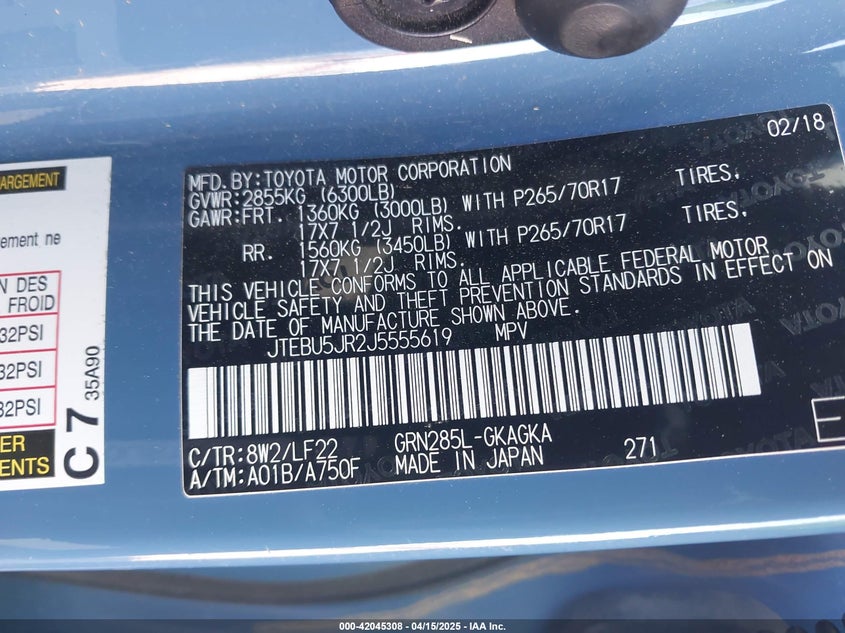 ARGEMENT
ement ne
N DES
FROID
32PSI
32PSI
32PSI
ER
ENTS
C 7
35A90
02/18
MFD.BY:TOYOTA MOTOR CORPORATION
GVWR:2855KG (6300LB)
GAWR:FRT. 1360KG (3000LB) WITH P265/70R17 TIRES,
17X7 1/2J RIMS.
RR. 1560KG (3450LB) WITH P265/70R17 TIRES,
17X7 1/2J RIMS.
THIS VEHICLE CONFORMS TO ALL APPLICABLE FEDERAL MOTOR
VEHICLE SAFETY AND THEFT PREVENTION STANDARDS IN EFFECT ON
THE DATE OF MANUFACTURE SHOWN ABOVE.
JTEBU5JR2J5555619 MPV
C/TR:8W2/LF22 GRN285L-GKAGKA
A/TM:A01B/A750F MADE IN JAPAN 271
000-42045308 - 04/15/2025 - IAA Inc.